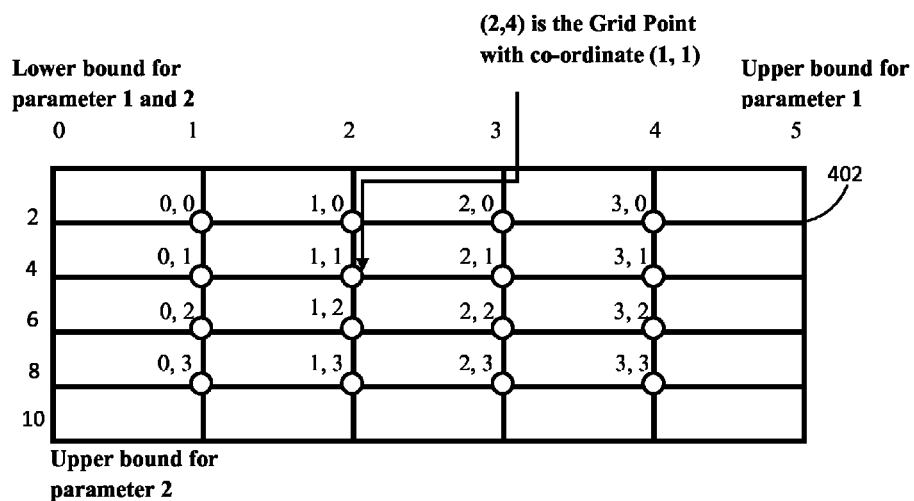 (2,4) is the Grid Point
with co-ordinate (1, 1)
Lower bound for
parameter 1 and 2
Upper bound for
parameter 1
0 1 2 3 4 5
402
0, 0 1, 0 2, 0 3, 0
2
0, 1 1, 1 2, 1 3, 1
4
0, 2 1, 2 2, 2 3, 2
6
0, 3 1, 3 2, 3 3, 3
8
10
Upper bound for
parameter 2